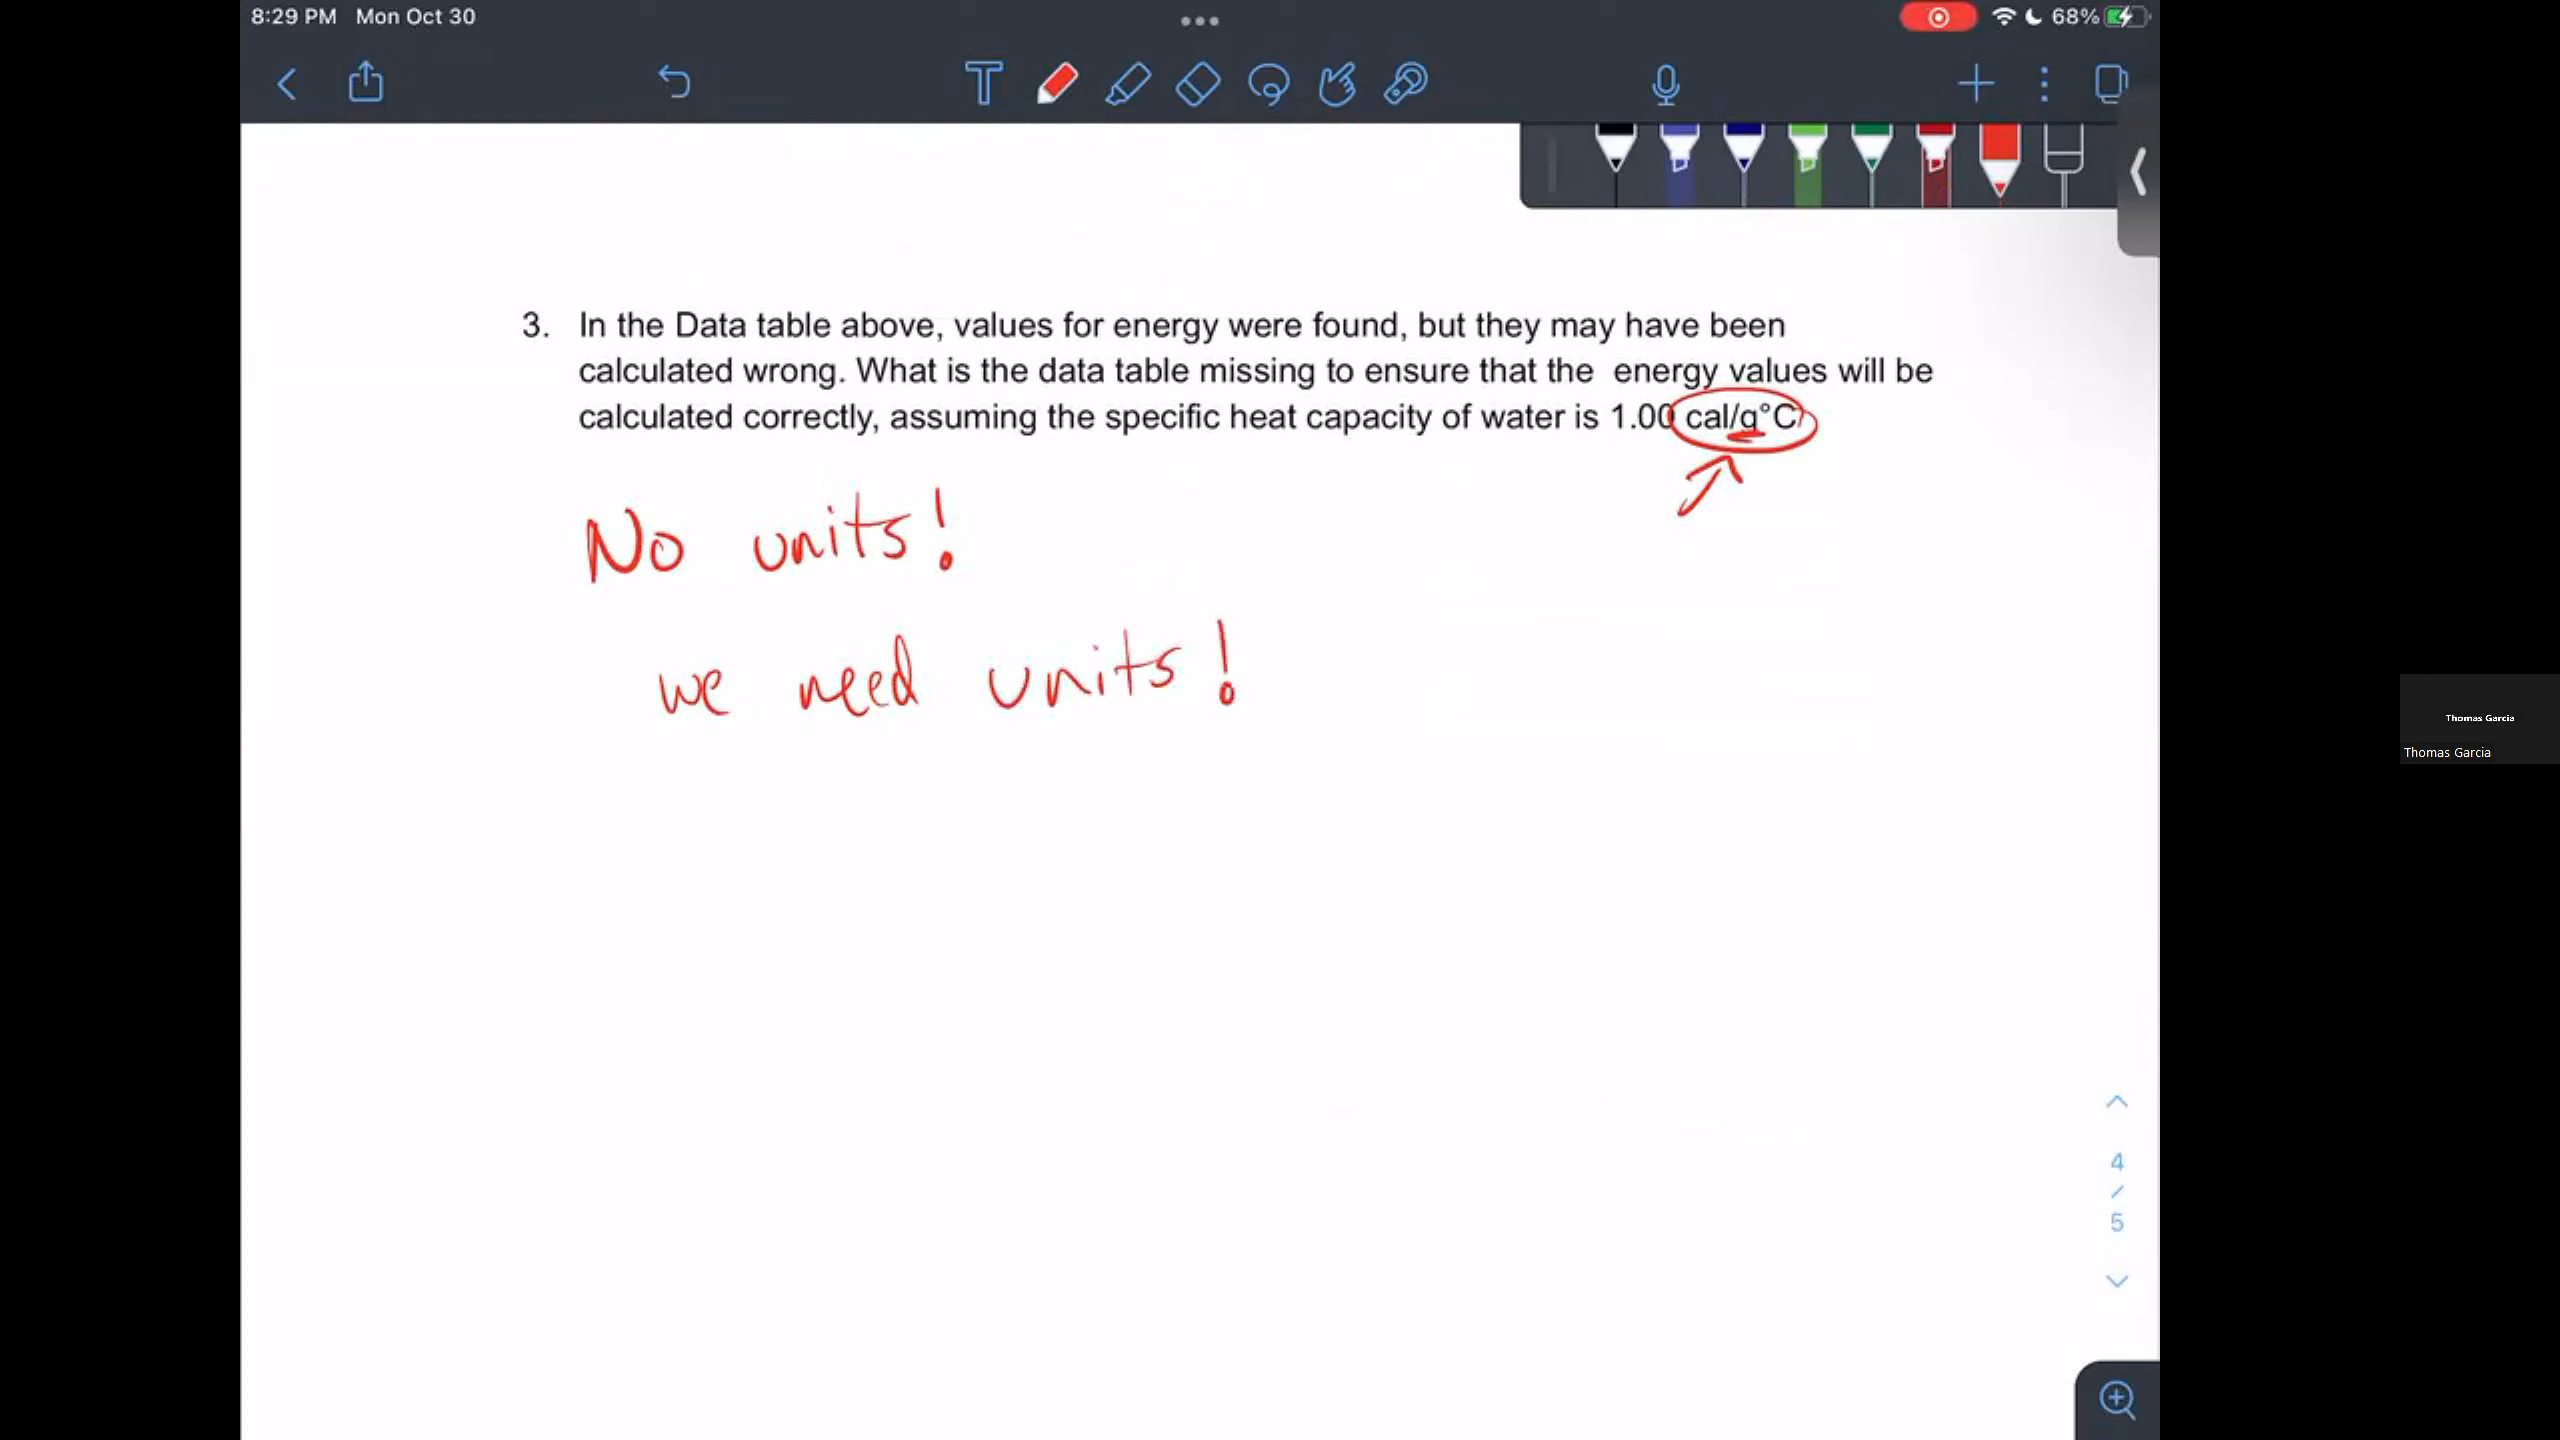 8:29 PM Mon Oct 30
68%
3. In the Data table above, values for energy were found, but they may have been
calculated wrong. What is the data table missing to ensure that the energy values will be
calculated correctly, assuming the specific heat capacity of water is 1.00 cal/g°C
No units!
we need units!
Thomas Garcia
Thomas Garcia
4
/
5